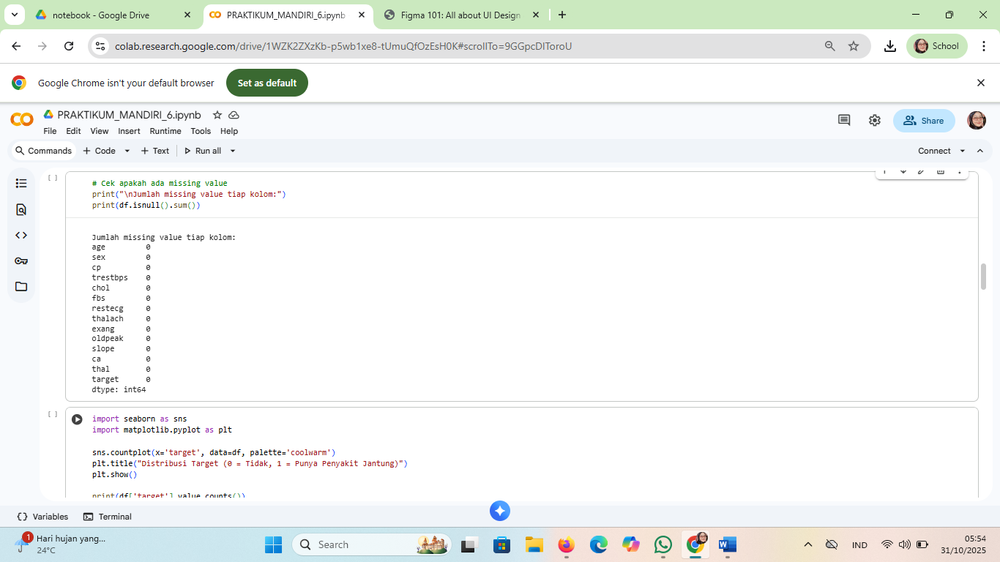 notebook - Google Drive
PRAKTIKUM_MANDIRI_6.ipynb
Figma 101: All about UI Design
colab.research.google.com/drive/1WZK2ZXzKb-p5wb1xe8-tUmuQfOzEsH0K#scrollTo=9GGpcDlToroU
School
Google Chrome isn't your default browser
Set as default
CO
PRAKTIKUM_MANDIRI_6.ipynb
File Edit View Insert Runtime Tools Help
Share
Commands + Code + Text Run all
Connect
[ ]
# Cek apakah ada missing value
print("\nJumlah missing value tiap kolom:")
print(df.isnull().sum())
Jumlah missing value tiap kolom:
age 0
sex 0
cp 0
trestbps 0
chol 0
fbs 0
restecg 0
thalach 0
exang 0
oldpeak 0
slope 0
ca 0
thal 0
target 0
dtype: int64
[ ]
import seaborn as sns
import matplotlib.pyplot as plt
sns.countplot(x='target', data=df, palette='coolwarm')
plt.title("Distribusi Target (0 = Tidak, 1 = Punya Penyakit Jantung)")
plt.show()
print(df['target'].value_counts())
Variables
Terminal
1
Hari hujan yang...
24°C
Search
IND
05:54
31/10/2025